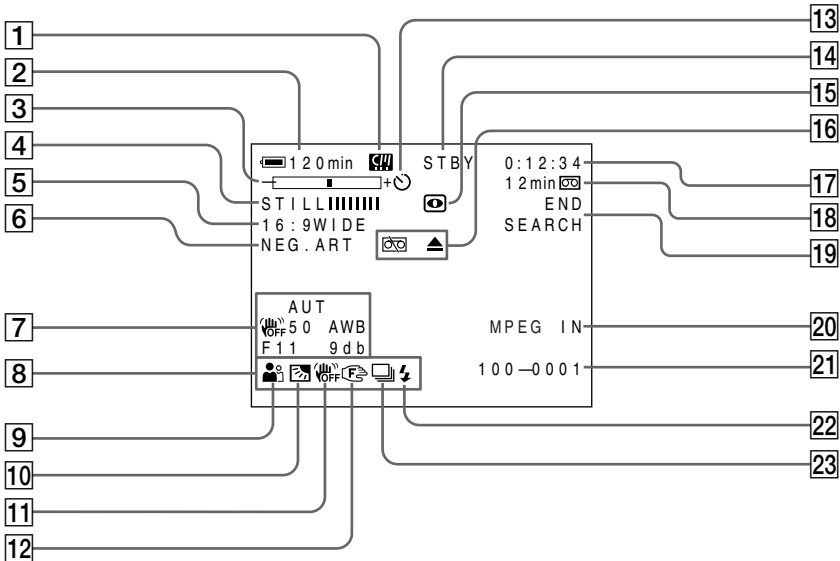 1
2
3
4
5
6
7
8
9
10
11
12
13
14
15
16
17
18
19
20
21
22
23
120min STBY 0:12:34
− + 12min
STILL END
16:9WIDE SEARCH
NEG.ART
AUT
OFF 50 AWB MPEG IN
F11 9db
OFF F 100—0001